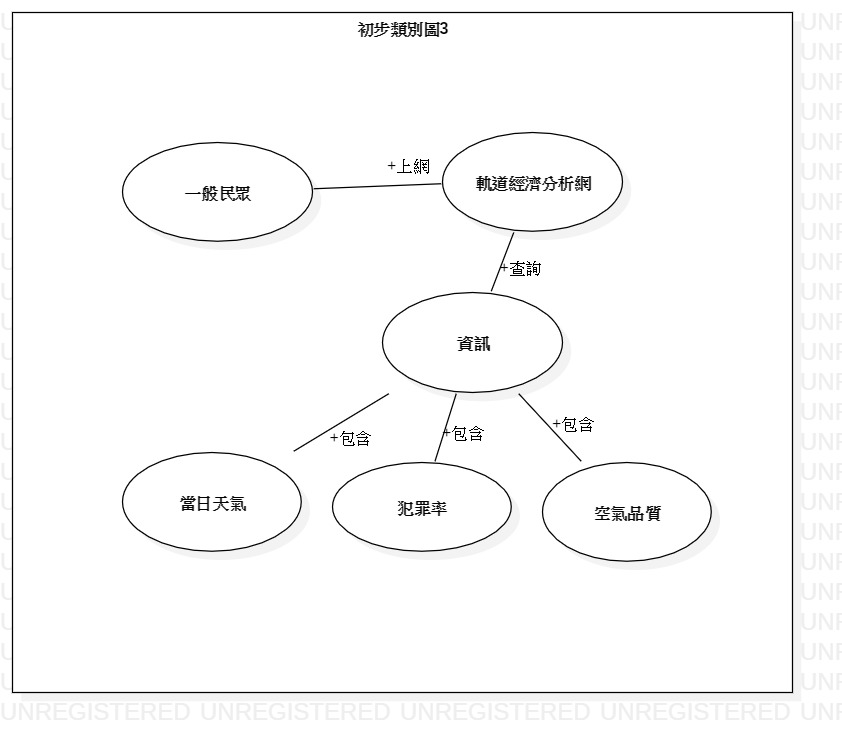 初步類別圖3
+上網
一般民眾
軌道經濟分析網
+查詢
資訊
+包含
+包含
+包含
當日天氣
犯罪率
空氣品質
UNREGISTERED UNREGISTERED UNREGISTERED UNREGISTERED UNR